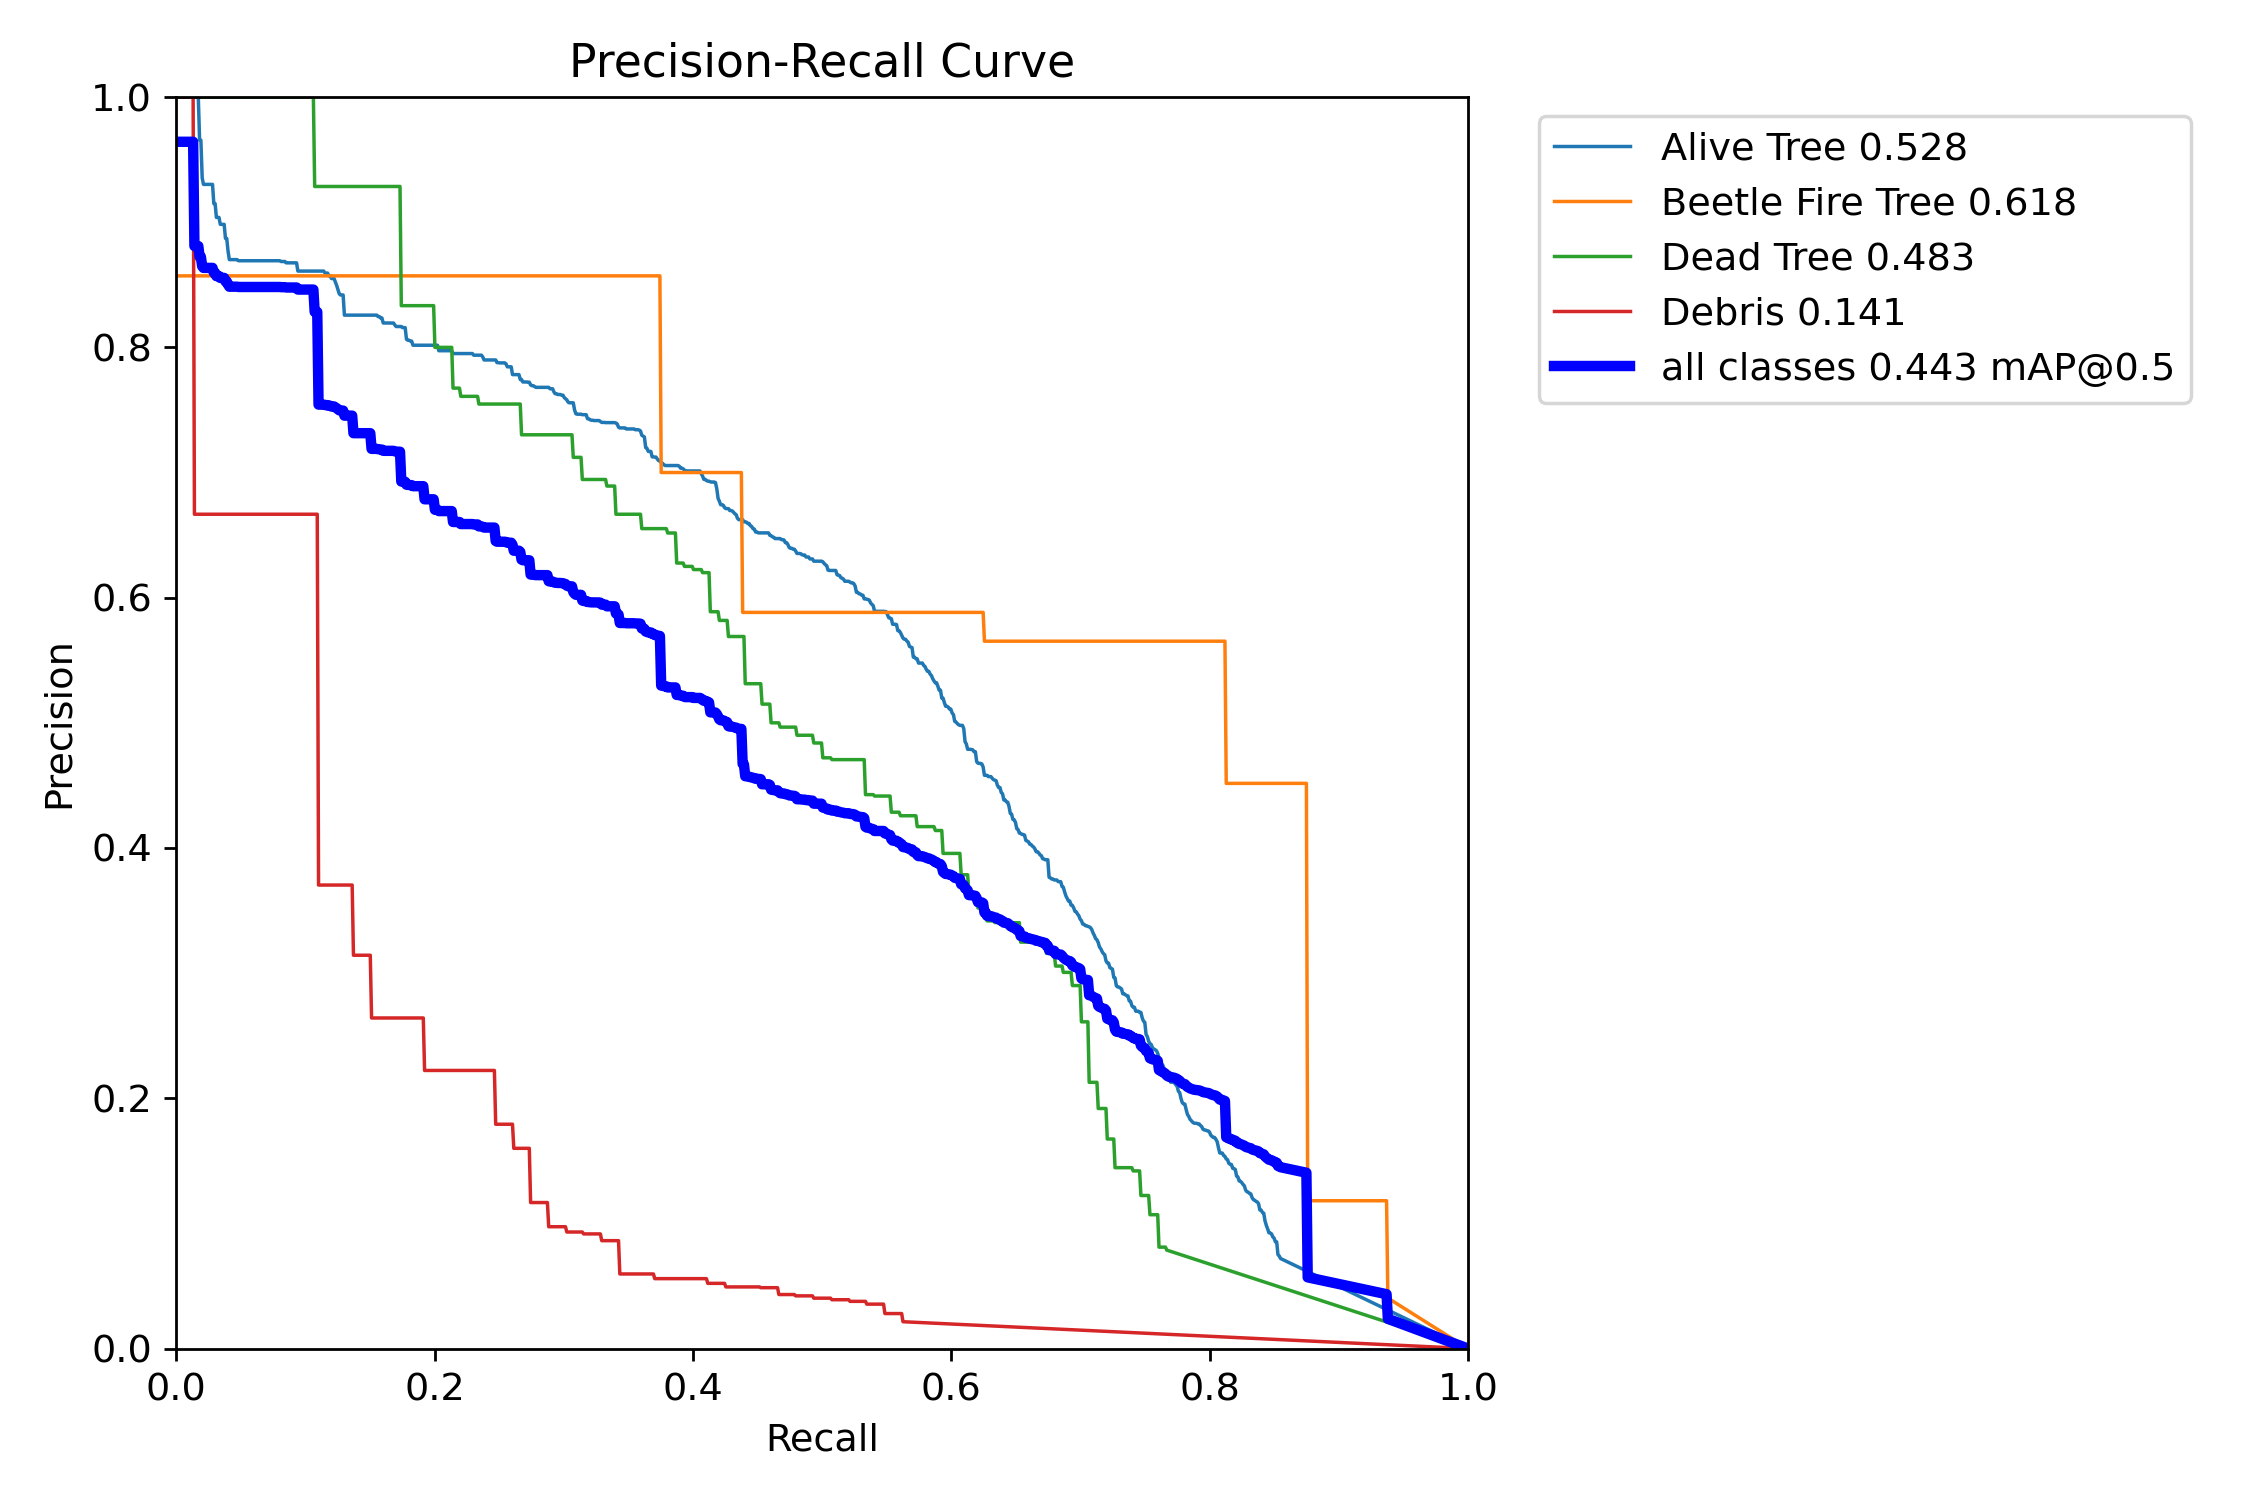 Precision-Recall Curve
1.0
0.8
0.6
0.4
0.2
0.0
Precision
0.0 0.2 0.4 0.6 0.8 1.0
Recall
Alive Tree 0.528
Beetle Fire Tree 0.618
Dead Tree 0.483
Debris 0.141
all classes 0.443 mAP@0.5